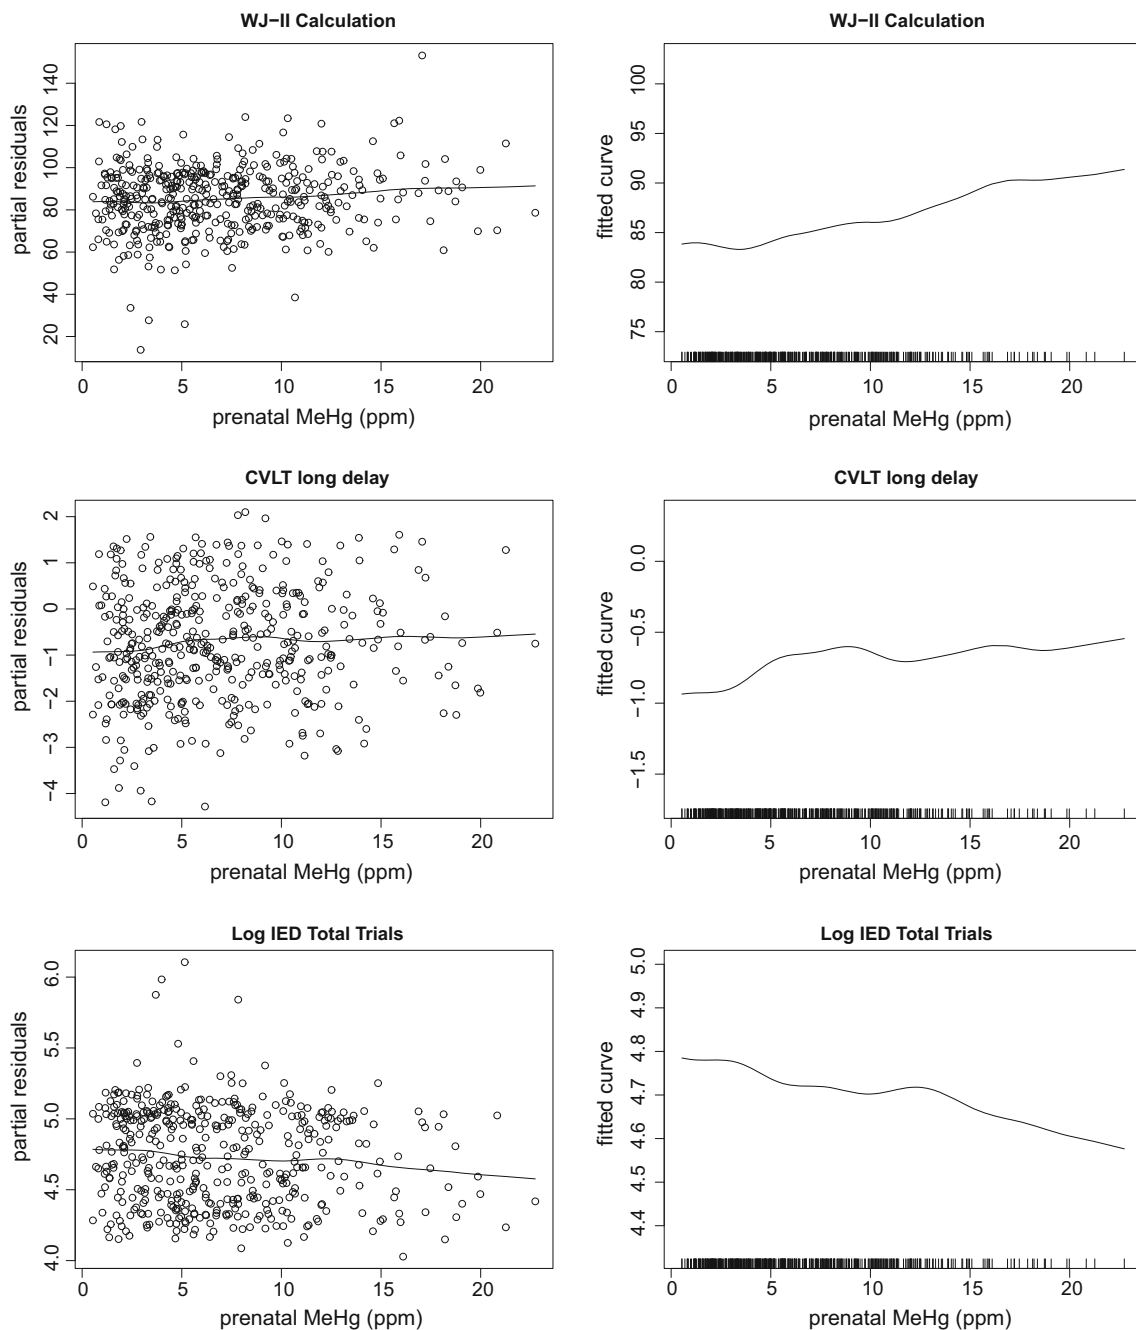 WJ−II Calculation
partial residuals
20 40 60 80 100 120 140
0 5 10 15 20
prenatal MeHg (ppm)
WJ−II Calculation
fitted curve
75 80 85 90 95 100
0 5 10 15 20
prenatal MeHg (ppm)
CVLT long delay
partial residuals
−4 −3 −2 −1 0 1 2
0 5 10 15 20
prenatal MeHg (ppm)
CVLT long delay
fitted curve
−1.5 −1.0 −0.5 0.0
0 5 10 15 20
prenatal MeHg (ppm)
Log IED Total Trials
partial residuals
4.0 4.5 5.0 5.5 6.0
0 5 10 15 20
prenatal MeHg (ppm)
Log IED Total Trials
fitted curve
4.4 4.5 4.6 4.7 4.8 4.9 5.0
0 5 10 15 20
prenatal MeHg (ppm)